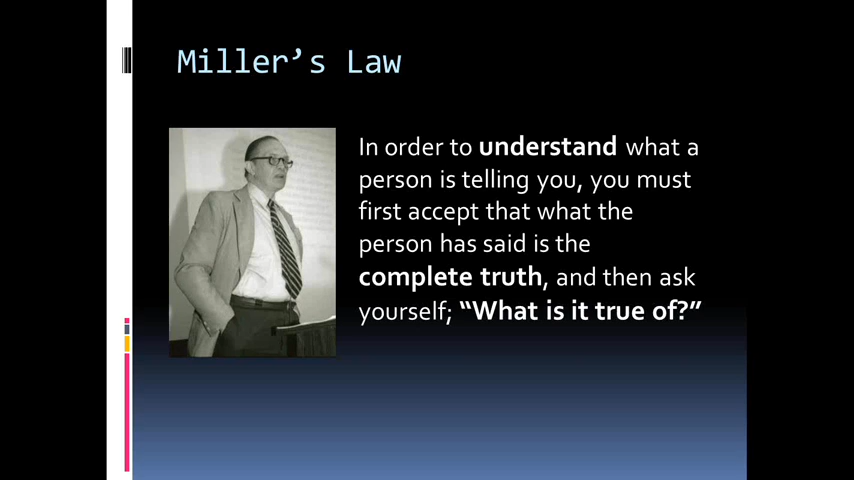 Miller’s Law
In order to understand what a
person is telling you, you must
first accept that what the
person has said is the
complete truth, and then ask
yourself; “What is it true of?”